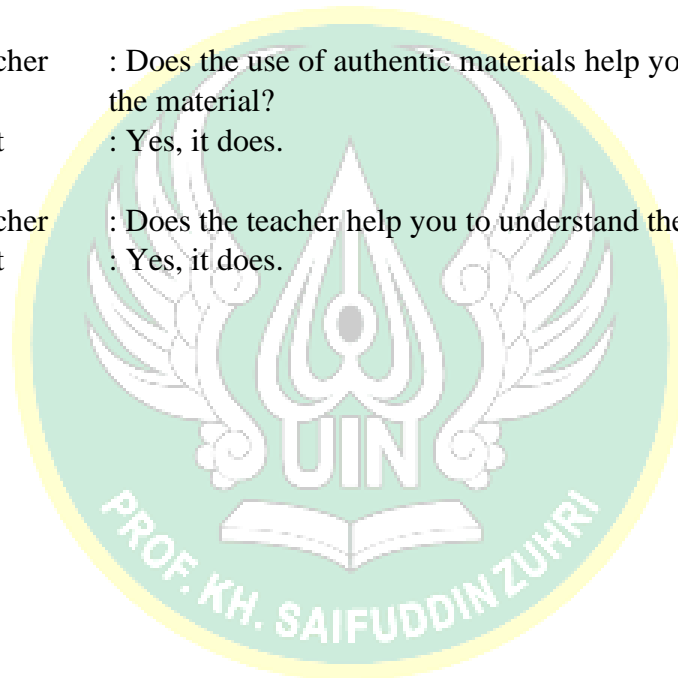 cher : Does the use of authentic materials help yo
the material?
t : Yes, it does.
cher : Does the teacher help you to understand the
t : Yes, it does.
UIN
PROF. KH. SAIFUDDIN ZUHRI